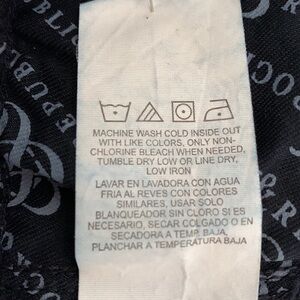 MACHINE WASH COLD INSIDE OUT
WITH LIKE COLORS, ONLY NON-
CHLORINE BLEACH WHEN NEEDED,
TUMBLE DRY LOW OR LINE DRY,
LOW IRON
LAVAR EN LAVADORA CON AGUA
FRIA AL REVES CON COLORES
SIMILARES, USAR SOLO
BLANQUEADOR SIN CLORO SI ES
NECESARIO, SECAR COLGADO O EN
SECADORA A TEMP. BAJA,
PLANCHAR A TEMPERATURA BAJA